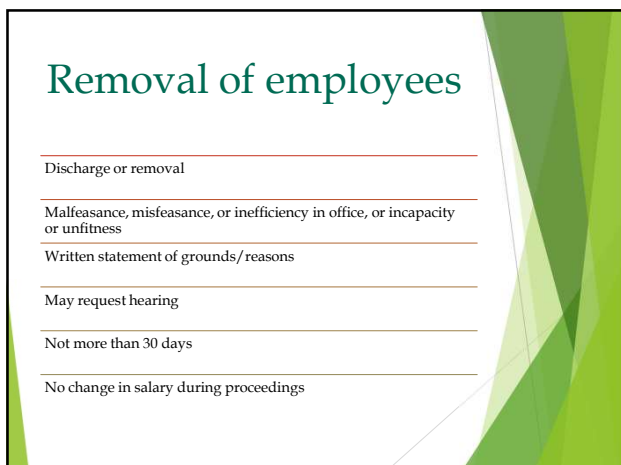 Removal of employees
Discharge or removal
Malfeasance, misfeasance, or inefficiency in office, or incapacity
or unfitness
Written statement of grounds/reasons
May request hearing
Not more than 30 days
No change in salary during proceedings